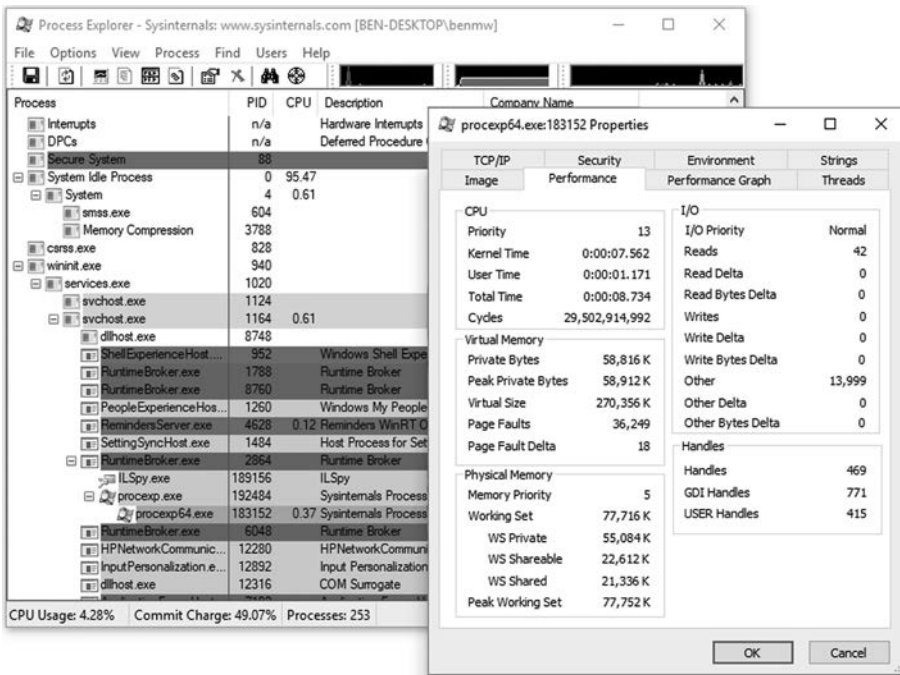 Process Explorer - Sysinternals: www.sysinternals.com [BEN-DESKTOP\benmw]
File Options View Process Find Users Help
Process PID CPU Description Company Name
Interrupts n/a Hardware Interrupts
DPCs n/a Deferred Procedure
Secure System 88
System Idle Process 0 95.47
System 4 0.61
smss.exe 604
Memory Compression 3788
csrss.exe 828
wininit.exe 940
services.exe 1020
svchost.exe 1124
svchost.exe 1164 0.61
dllhost.exe 8748
ShellExperienceHost.... 952 Windows Shell Expe
RuntimeBroker.exe 1788 Runtime Broker
RuntimeBroker.exe 8760 Runtime Broker
PeopleExperienceHos... 1260 Windows My People
RemindersServer.exe 4628 0.12 Reminders WinRT O
SettingSyncHost.exe 1484 Host Process for Set
RuntimeBroker.exe 2864 Runtime Broker
ILSpy.exe 189156 ILSpy
procexp.exe 192484 Sysinternals Process
procexp64.exe 183152 0.37 Sysinternals Process
RuntimeBroker.exe 6048 Runtime Broker
HPNetworkCommunic... 12280 HPNetworkCommuni
InputPersonalization.e... 12892 Input Personalization
dllhost.exe 12316 COM Surrogate
CPU Usage: 4.28% Commit Charge: 49.07% Processes: 253
procexp64.exe:183152 Properties
TCP/IP Security Environment Strings
Image Performance Performance Graph Threads
CPU
Priority 13
Kernel Time 0:00:07.562
User Time 0:00:01.171
Total Time 0:00:08.734
Cycles 29,502,914,992
Virtual Memory
Private Bytes 58,816 K
Peak Private Bytes 58,912 K
Virtual Size 270,356 K
Page Faults 36,249
Page Fault Delta 18
Physical Memory
Memory Priority 5
Working Set 77,716 K
WS Private 55,084 K
WS Shareable 22,612 K
WS Shared 21,336 K
Peak Working Set 77,752 K
I/O
I/O Priority Normal
Reads 42
Read Delta 0
Read Bytes Delta 0
Writes 0
Write Delta 0
Write Bytes Delta 0
Other 13,999
Other Delta 0
Other Bytes Delta 0
Handles
Handles 469
GDI Handles 771
USER Handles 415
OK Cancel